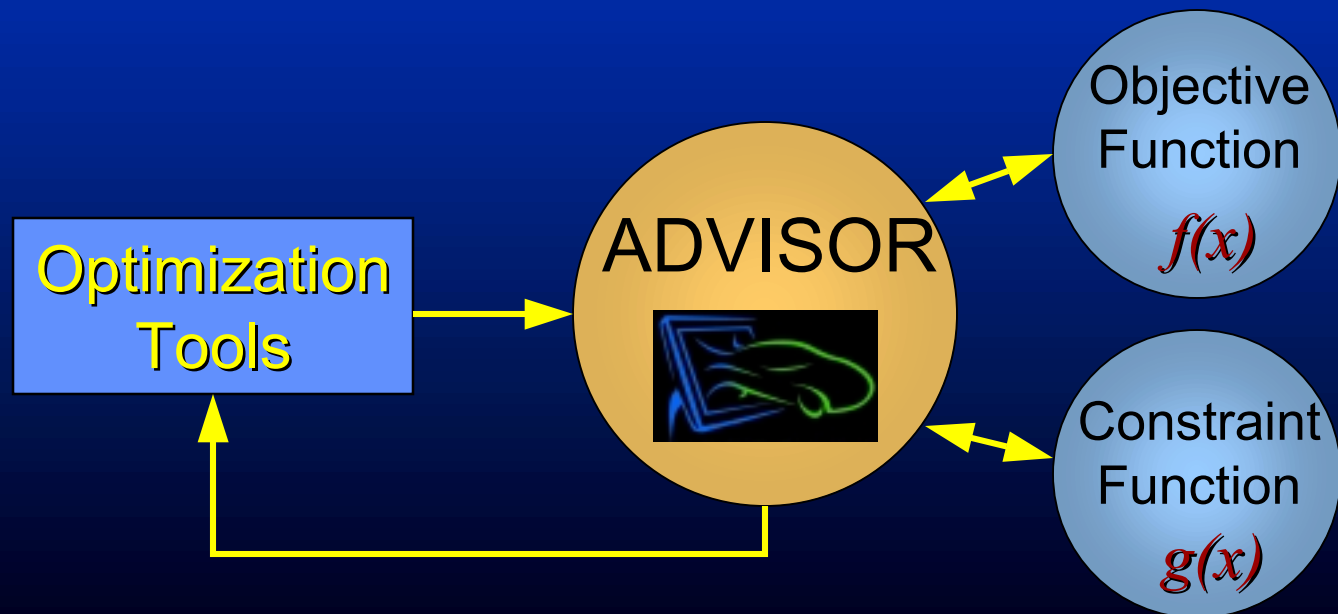 Optimization
Tools
ADVISOR
Objective
Function
f(x)
Constraint
Function
g(x)